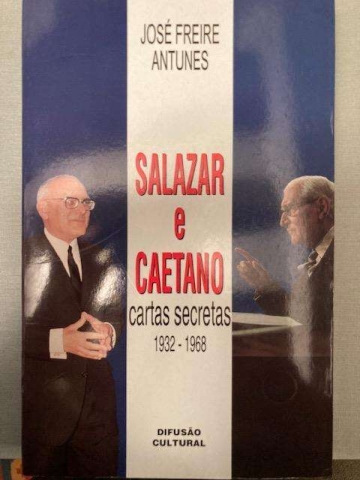 JOSÉ FREIRE
ANTUNES
SALAZAR
e
CAETANO
cartas secretas
1932 - 1968
DIFUSÃO
CULTURAL